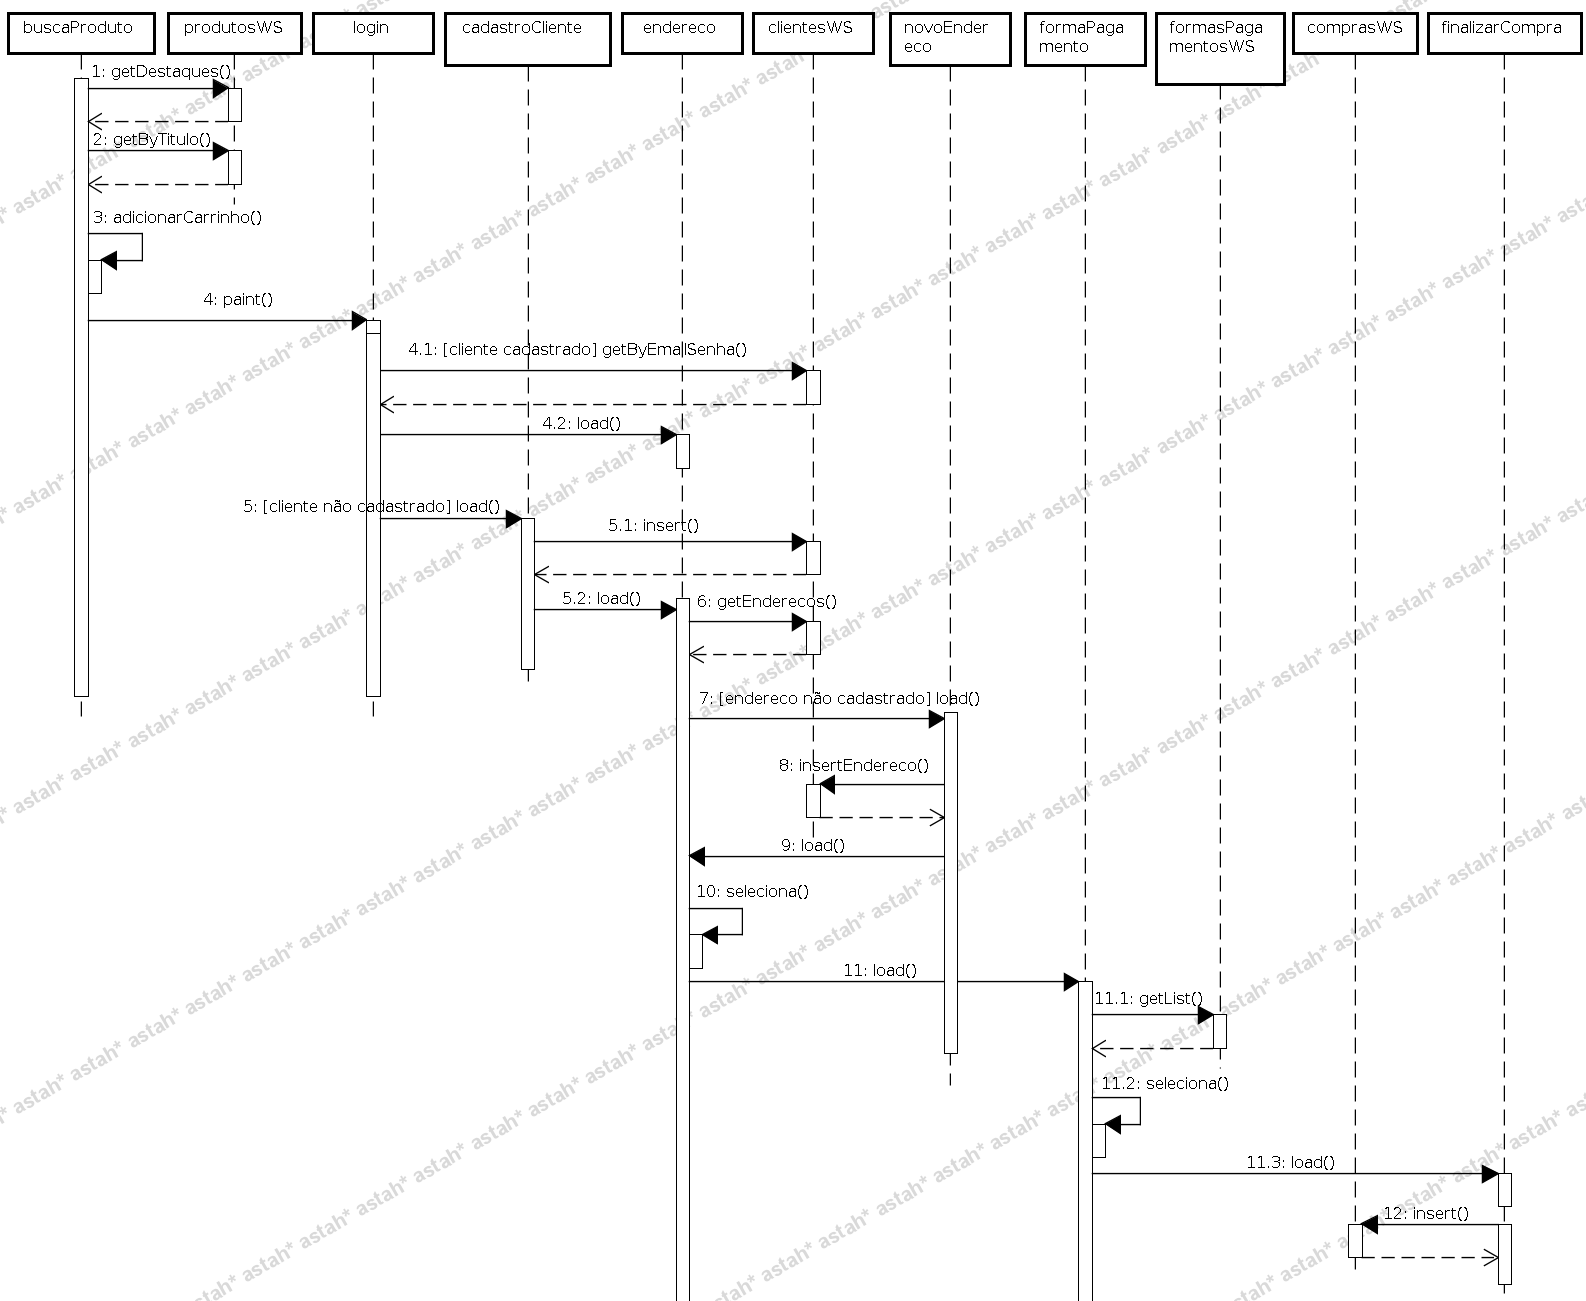 buscaProduto
produtosWS
login
cadastroCliente
endereco
clientesWS
novoEnder
eco
formaPaga
mento
formasPaga
mentosWS
comprasWS
finalizarCompra
1: getDestaques()
2: getByTitulo()
3: adicionarCarrinho()
4: paint()
4.1: [cliente cadastrado] getByEmailSenha()
4.2: load()
5: [cliente não cadastrado] load()
5.1: insert()
5.2: load()
6: getEnderecos()
7: [endereco não cadastrado] load()
8: insertEndereco()
9: load()
10: seleciona()
11: load()
11.1: getList()
11.2: seleciona()
11.3: load()
12: insert()